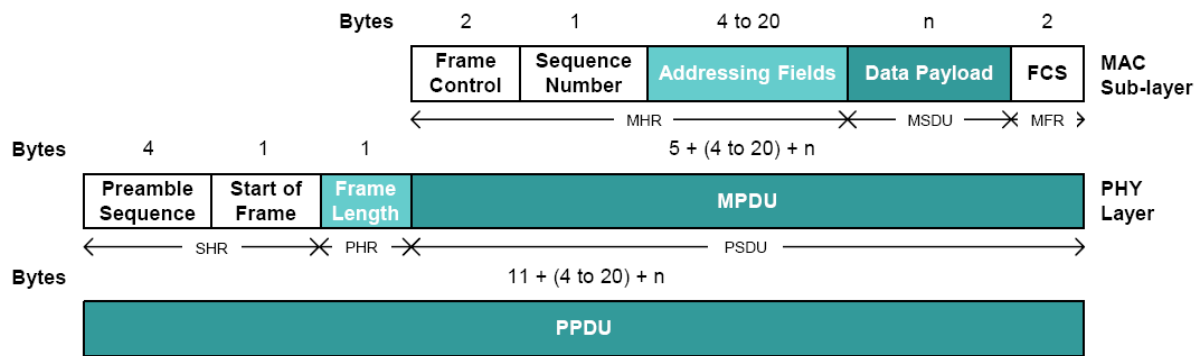 Bytes 2 1 4 to 20 n 2
Frame Control Sequence Number Addressing Fields Data Payload FCS MAC Sub-layer
MHR MSDU MFR
Bytes 4 1 1 5 + (4 to 20) + n
Preamble Sequence Start of Frame Frame Length MPDU PHY Layer
SHR PHR PSDU
Bytes 11 + (4 to 20) + n
PPDU